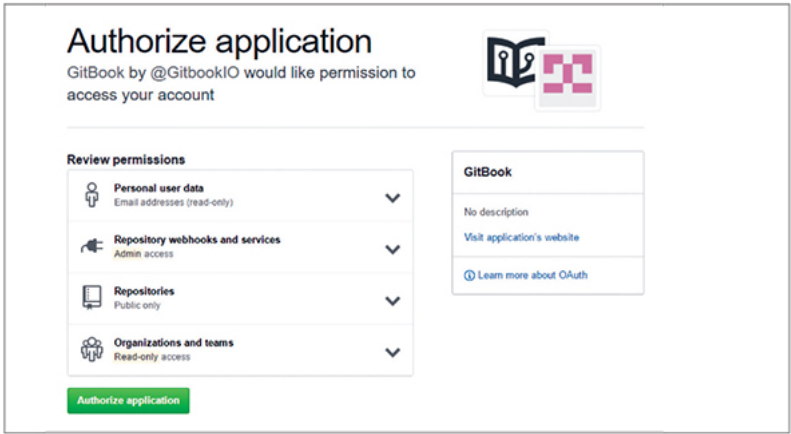 Authorize application
GitBook by @GitbookIO would like permission to
access your account
Review permissions
Personal user data
Email addresses (read-only)
Repository webhooks and services
Admin access
Repositories
Public only
Organizations and teams
Read-only access
Authorize application
GitBook
No description
Visit application's website
Learn more about OAuth